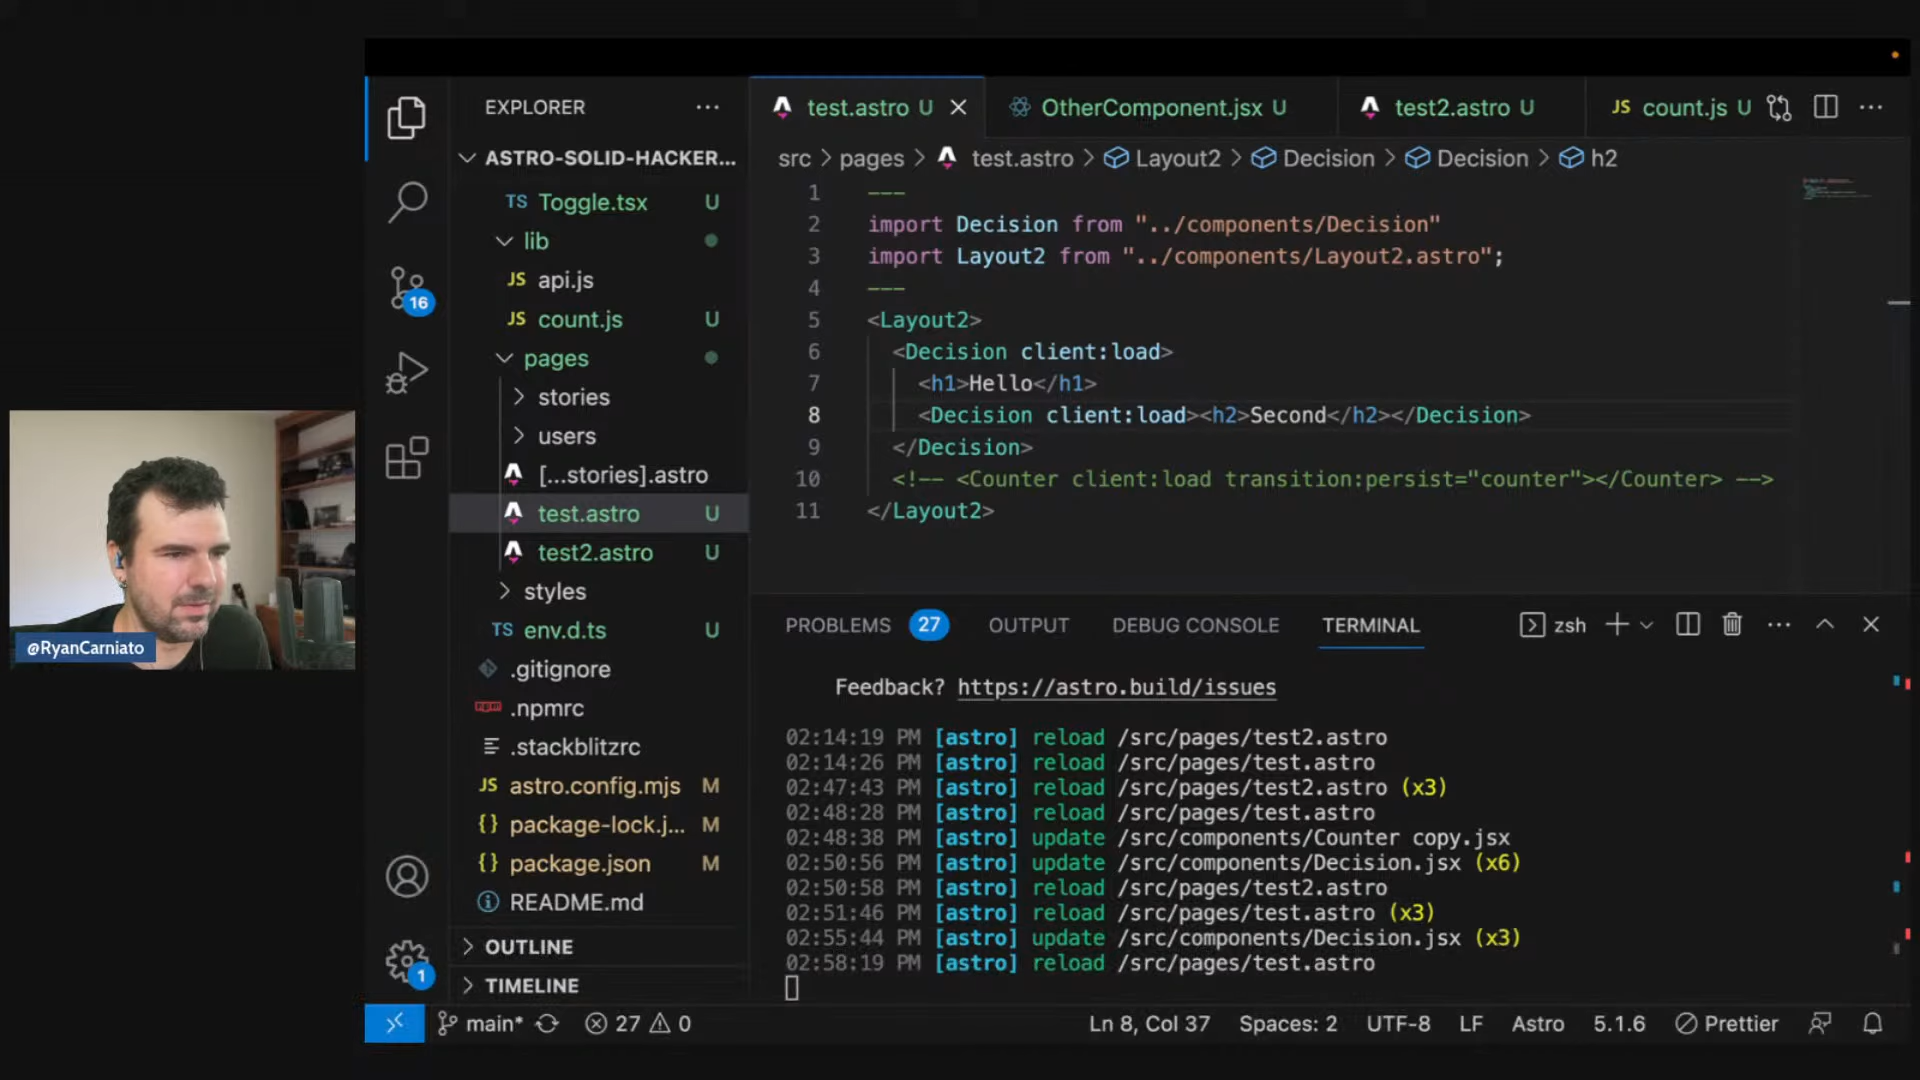 EXPLORER
ASTRO-SOLID-HACKER...
TS Toggle.tsx U
lib
JS api.js
JS count.js U
pages
stories
users
[...stories].astro
test.astro U
test2.astro U
styles
TS env.d.ts U
.gitignore
.npmrc
.stackblitzrc
JS astro.config.mjs M
{} package-lock.j... M
{} package.json M
README.md
OUTLINE
TIMELINE
16
1
@RyanCarniato
test.astro U
OtherComponent.jsx U
test2.astro U
JS count.js U
src > pages > test.astro > Layout2 > Decision > Decision > h2
1 ---
2 import Decision from "../components/Decision"
3 import Layout2 from "../components/Layout2.astro";
4 ---
5 <Layout2>
6 <Decision client:load>
7 <h1>Hello</h1>
8 <Decision client:load><h2>Second</h2></Decision>
9 </Decision>
10 <!-- <Counter client:load transition:persist="counter"></Counter> -->
11 </Layout2>
PROBLEMS 27 OUTPUT DEBUG CONSOLE TERMINAL zsh
Feedback? https://astro.build/issues
02:14:19 PM [astro] reload /src/pages/test2.astro
02:14:26 PM [astro] reload /src/pages/test.astro
02:47:43 PM [astro] reload /src/pages/test2.astro (x3)
02:48:28 PM [astro] reload /src/pages/test.astro
02:48:38 PM [astro] update /src/components/Counter copy.jsx
02:50:56 PM [astro] update /src/components/Decision.jsx (x6)
02:50:58 PM [astro] reload /src/pages/test2.astro
02:51:46 PM [astro] reload /src/pages/test.astro (x3)
02:55:44 PM [astro] update /src/components/Decision.jsx (x3)
02:58:19 PM [astro] reload /src/pages/test.astro
main* 27 0 Ln 8, Col 37 Spaces: 2 UTF-8 LF Astro 5.1.6 Prettier